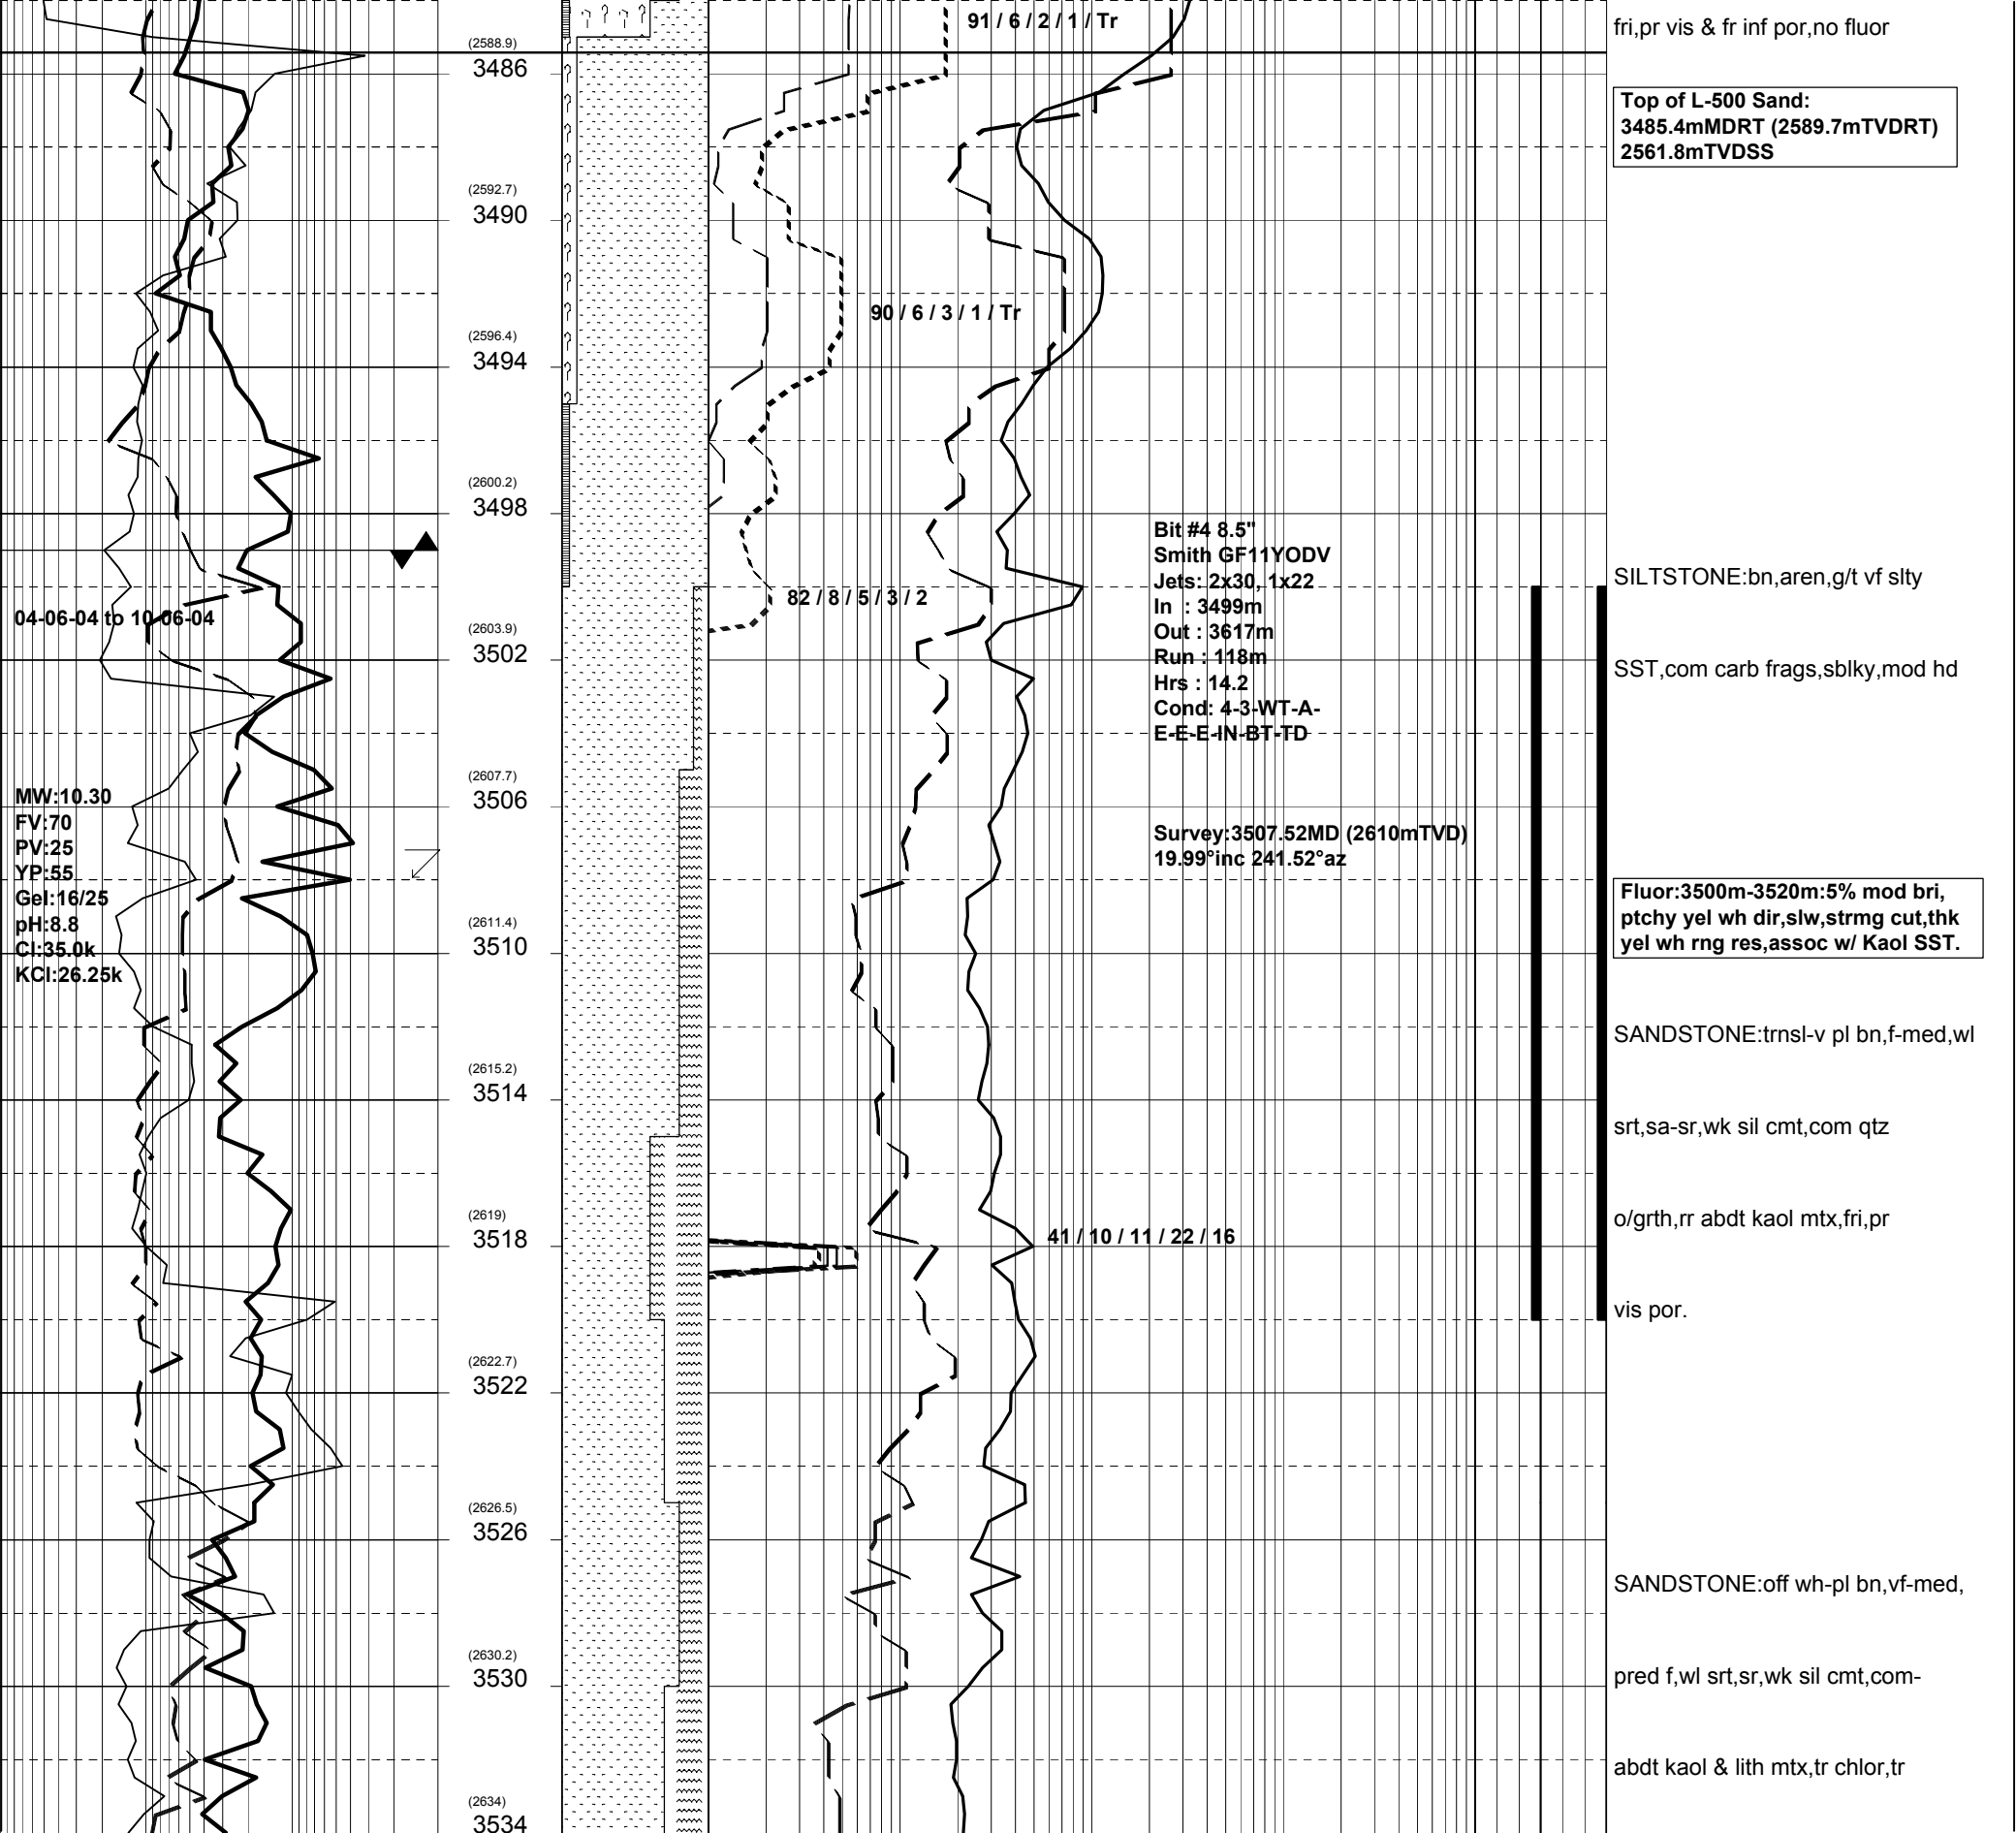 91 / 6 / 2 / 1 / Tr
fri,pr vis & fr inf por,no fluor
(2588.9)
3486
Top of L-500 Sand:
3485.4mMDRT (2589.7mTVDRT)
2561.8mTVDSS
(2592.7)
3490
90 / 6 / 3 / 1 / Tr
(2596.4)
3494
(2600.2)
3498
Bit #4 8.5"
Smith GF11YODV
Jets: 2x30, 1x22
In : 3499m
Out : 3617m
Run : 118m
Hrs : 14.2
Cond: 4-3-WT-A-
E-E-E-IN-BT-TD
SILTSTONE:bn,aren,g/t vf slty
82 / 8 / 5 / 3 / 2
04-06-04 to 10-06-04
(2603.9)
3502
SST,com carb frags,sblky,mod hd
(2607.7)
3506
MW:10.30
FV:70
PV:25
YP:55
Gel:16/25
pH:8.8
Cl:35.0k
KCl:26.25k
Survey:3507.52MD (2610mTVD)
19.99°inc 241.52°az
Fluor:3500m-3520m:5% mod bri,
ptchy yel wh dir,slw,strmg cut,thk
yel wh rng res,assoc w/ Kaol SST.
(2611.4)
3510
SANDSTONE:trnsl-v pl bn,f-med,wl
(2615.2)
3514
srt,sa-sr,wk sil cmt,com qtz
(2619)
3518
41 / 10 / 11 / 22 / 16
o/grth,rr abdt kaol mtx,fri,pr
vis por.
(2622.7)
3522
(2626.5)
3526
SANDSTONE:off wh-pl bn,vf-med,
(2630.2)
3530
pred f,wl srt,sr,wk sil cmt,com-
abdt kaol & lith mtx,tr chlor,tr
(2634)
3534